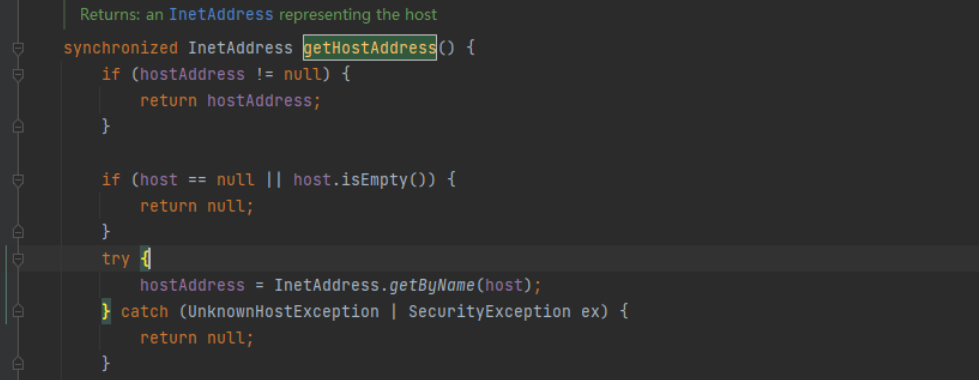 Returns: an InetAddress representing the host
synchronized InetAddress getHostAddress() {
if (hostAddress != null) {
return hostAddress;
}
if (host == null || host.isEmpty()) {
return null;
}
try {
hostAddress = InetAddress.getByName(host);
} catch (UnknownHostException | SecurityException ex) {
return null;
}